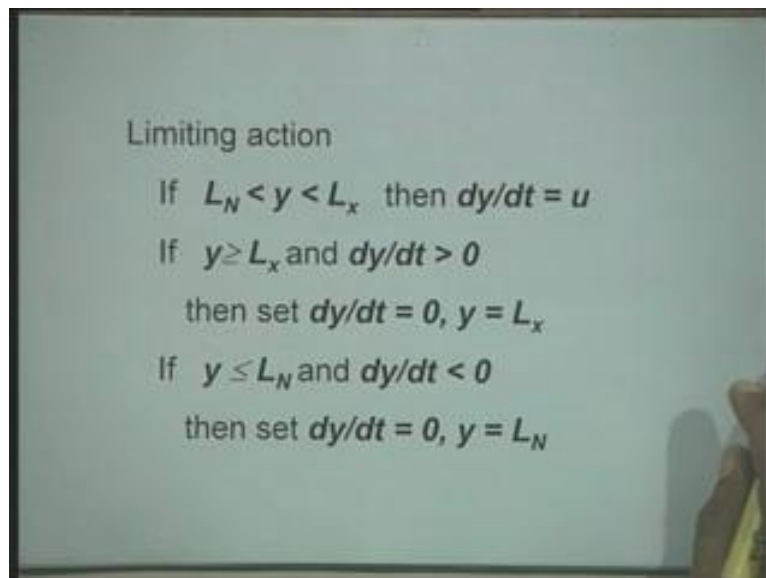 Limiting action
If L_N < y < L_x then dy/dt = u
If y ≥ L_x and dy/dt > 0
then set dy/dt = 0, y = L_x
If y ≤ L_N and dy/dt < 0
then set dy/dt = 0, y = L_N